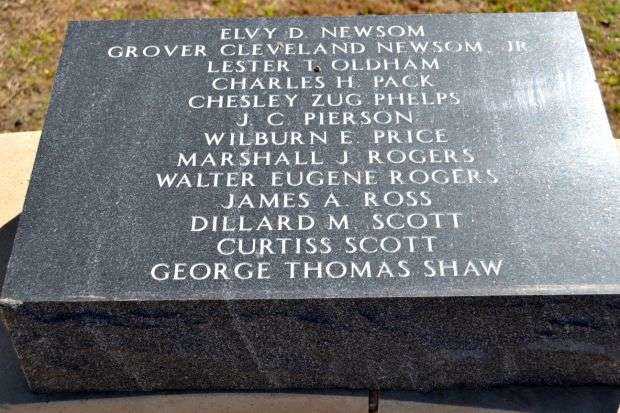 ELVY D. NEWSOM
GROVER CLEVELAND NEWSOM, JR.
LESTER T. OLDHAM
CHARLES H. PACK
CHESLEY ZUG PHELPS
J. C. PIERSON
WILBURN E. PRICE
MARSHALL J. ROGERS
WALTER EUGENE ROGERS
JAMES A. ROSS
DILLARD M. SCOTT
CURTISS SCOTT
GEORGE THOMAS SHAW